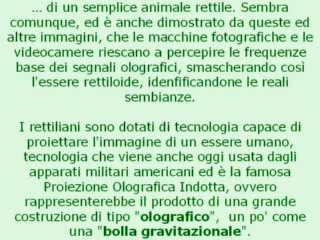 ... di un semplice animale rettile. Sembra
comunque, ed è anche dimostrato da queste ed
altre immagini, che le macchine fotografiche e le
videocamere riescano a percepire le frequenze
base dei segnali olografici, smascherando così
l'essere rettiloide, idenfificandone le reali
sembianze.
I rettiliani sono dotati di tecnologia capace di
proiettare l'immagine di un essere umano,
tecnologia che viene anche oggi usata dagli
apparati militari americani ed è la famosa
Proiezione Olografica Indotta, ovvero
rappresenterebbe il prodotto di una grande
costruzione di tipo "olografico", un po' come
una "bolla gravitazionale".